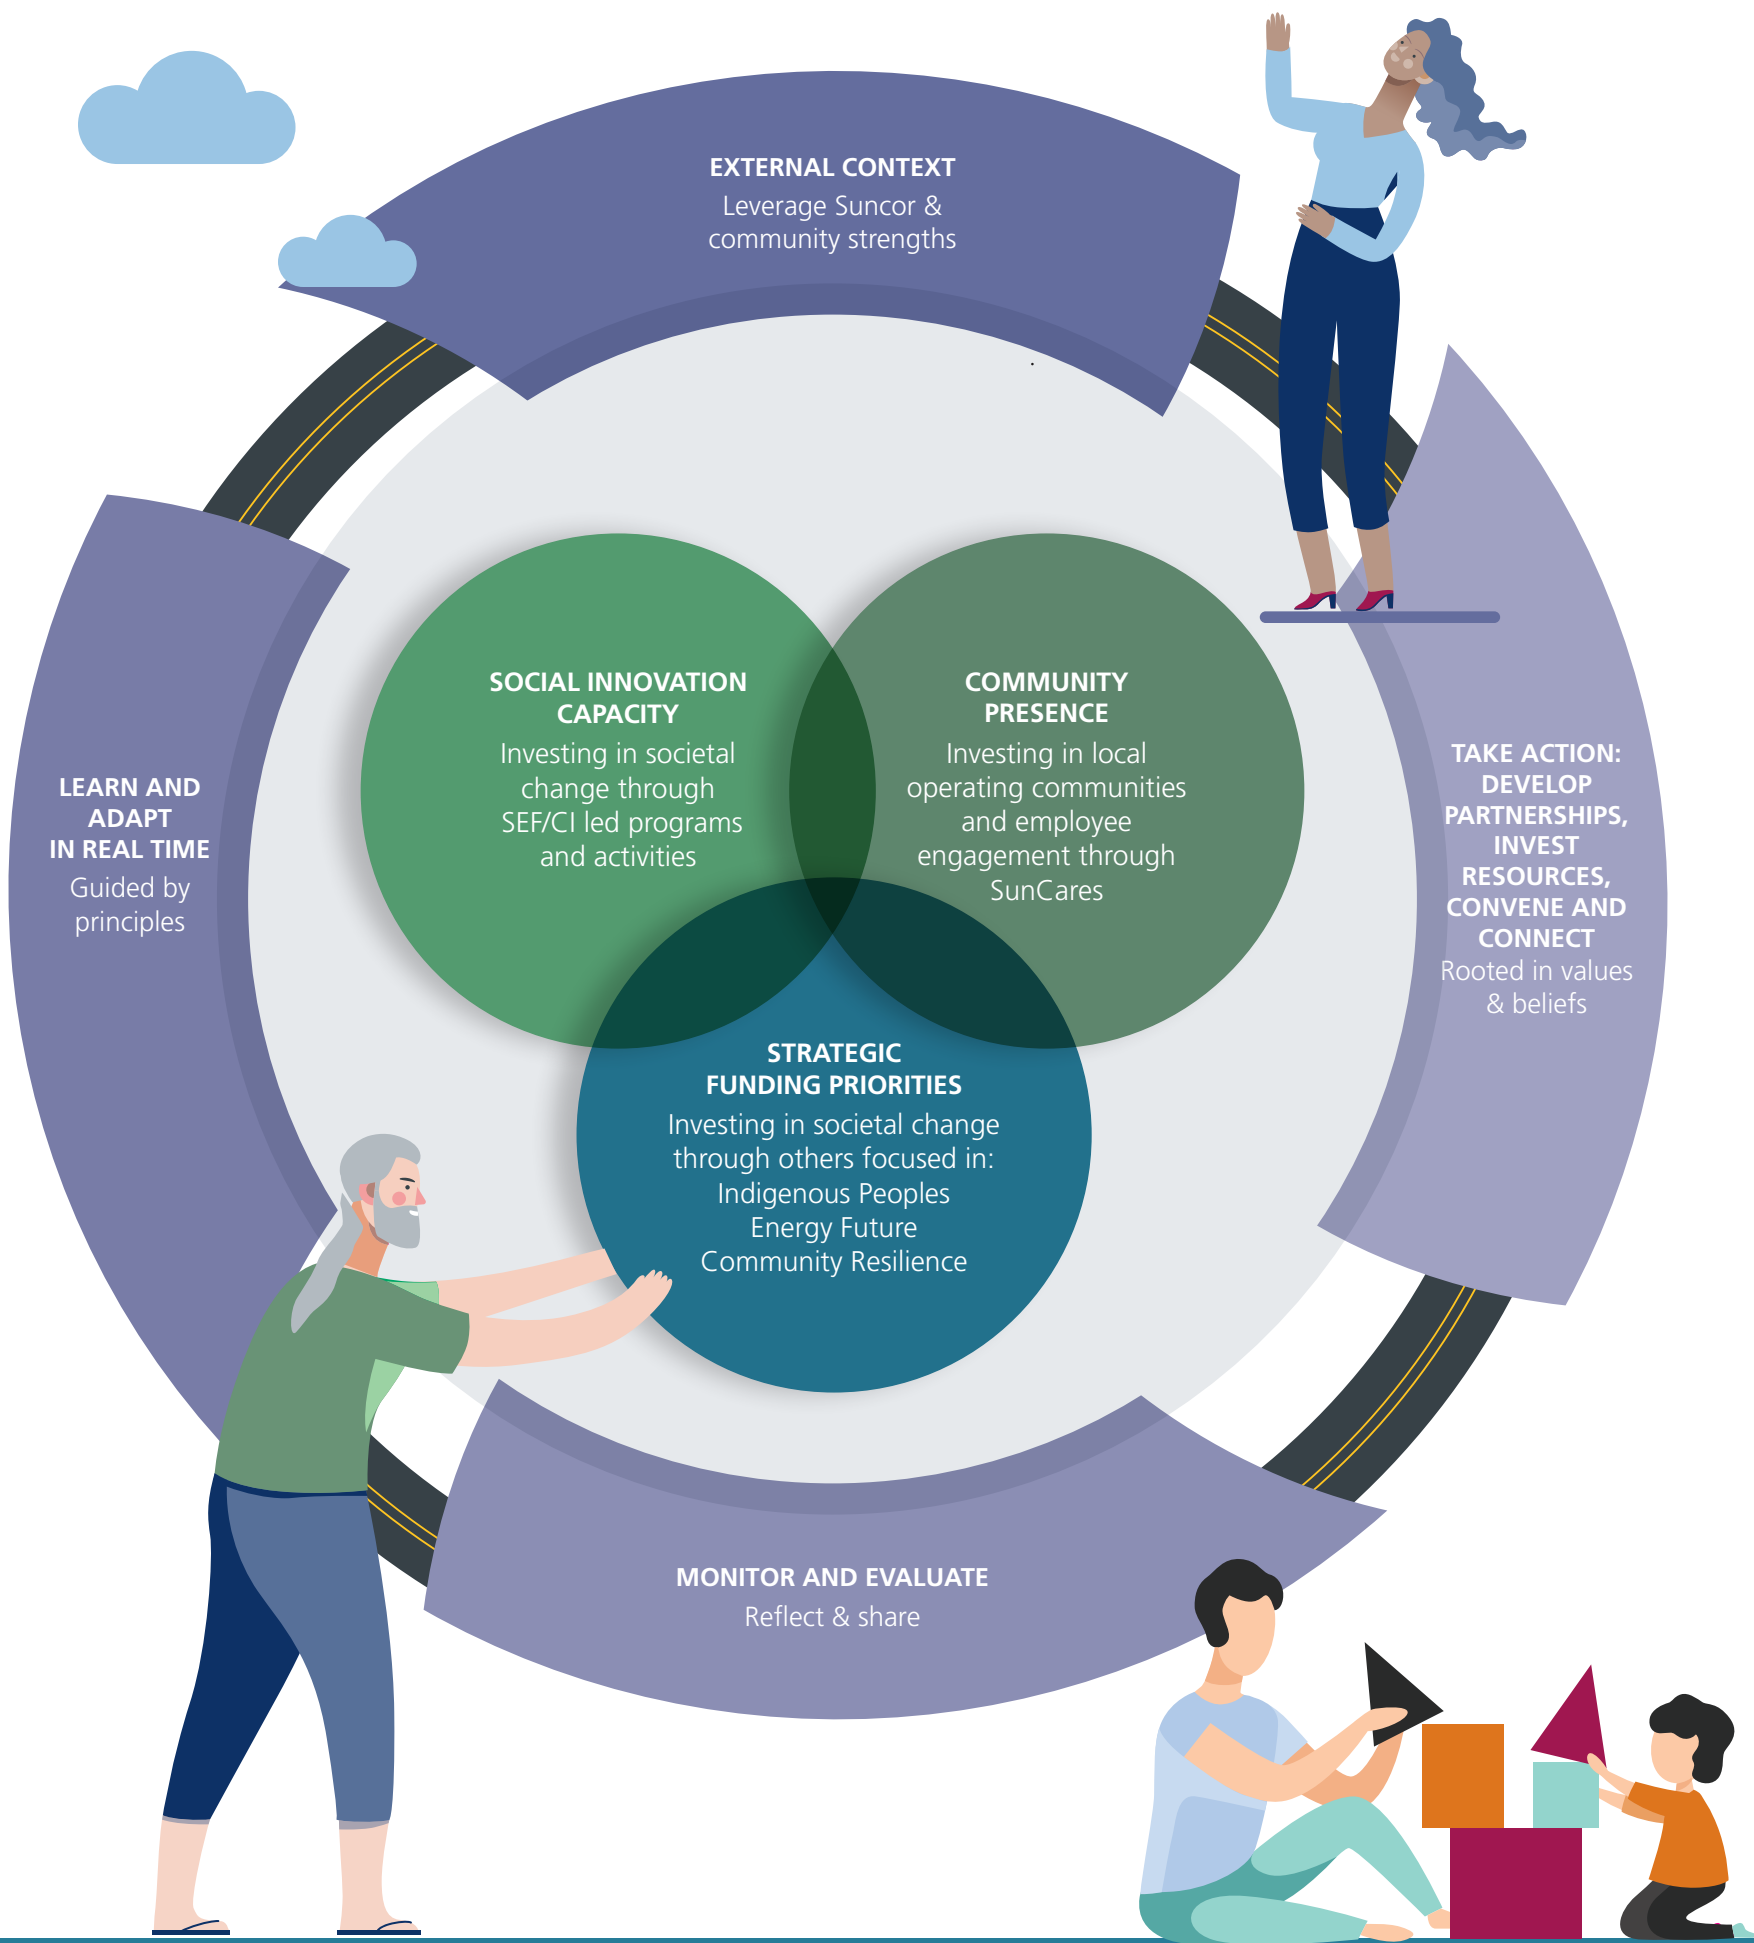 EXTERNAL CONTEXT
Leverage Suncor &
community strengths
SOCIAL INNOVATION
CAPACITY
Investing in societal
change through
SEF/CI led programs
and activities
COMMUNITY
PRESENCE
Investing in local
operating communities
and employee
engagement through
SunCares
TAKE ACTION:
DEVELOP
PARTNERSHIPS,
INVEST
RESOURCES,
CONVENE AND
CONNECT
Rooted in values
& beliefs
LEARN AND
ADAPT
IN REAL TIME
Guided by
principles
STRATEGIC
FUNDING PRIORITIES
Investing in societal change
through others focused in:
Indigenous Peoples
Energy Future
Community Resilience
MONITOR AND EVALUATE
Reflect & share